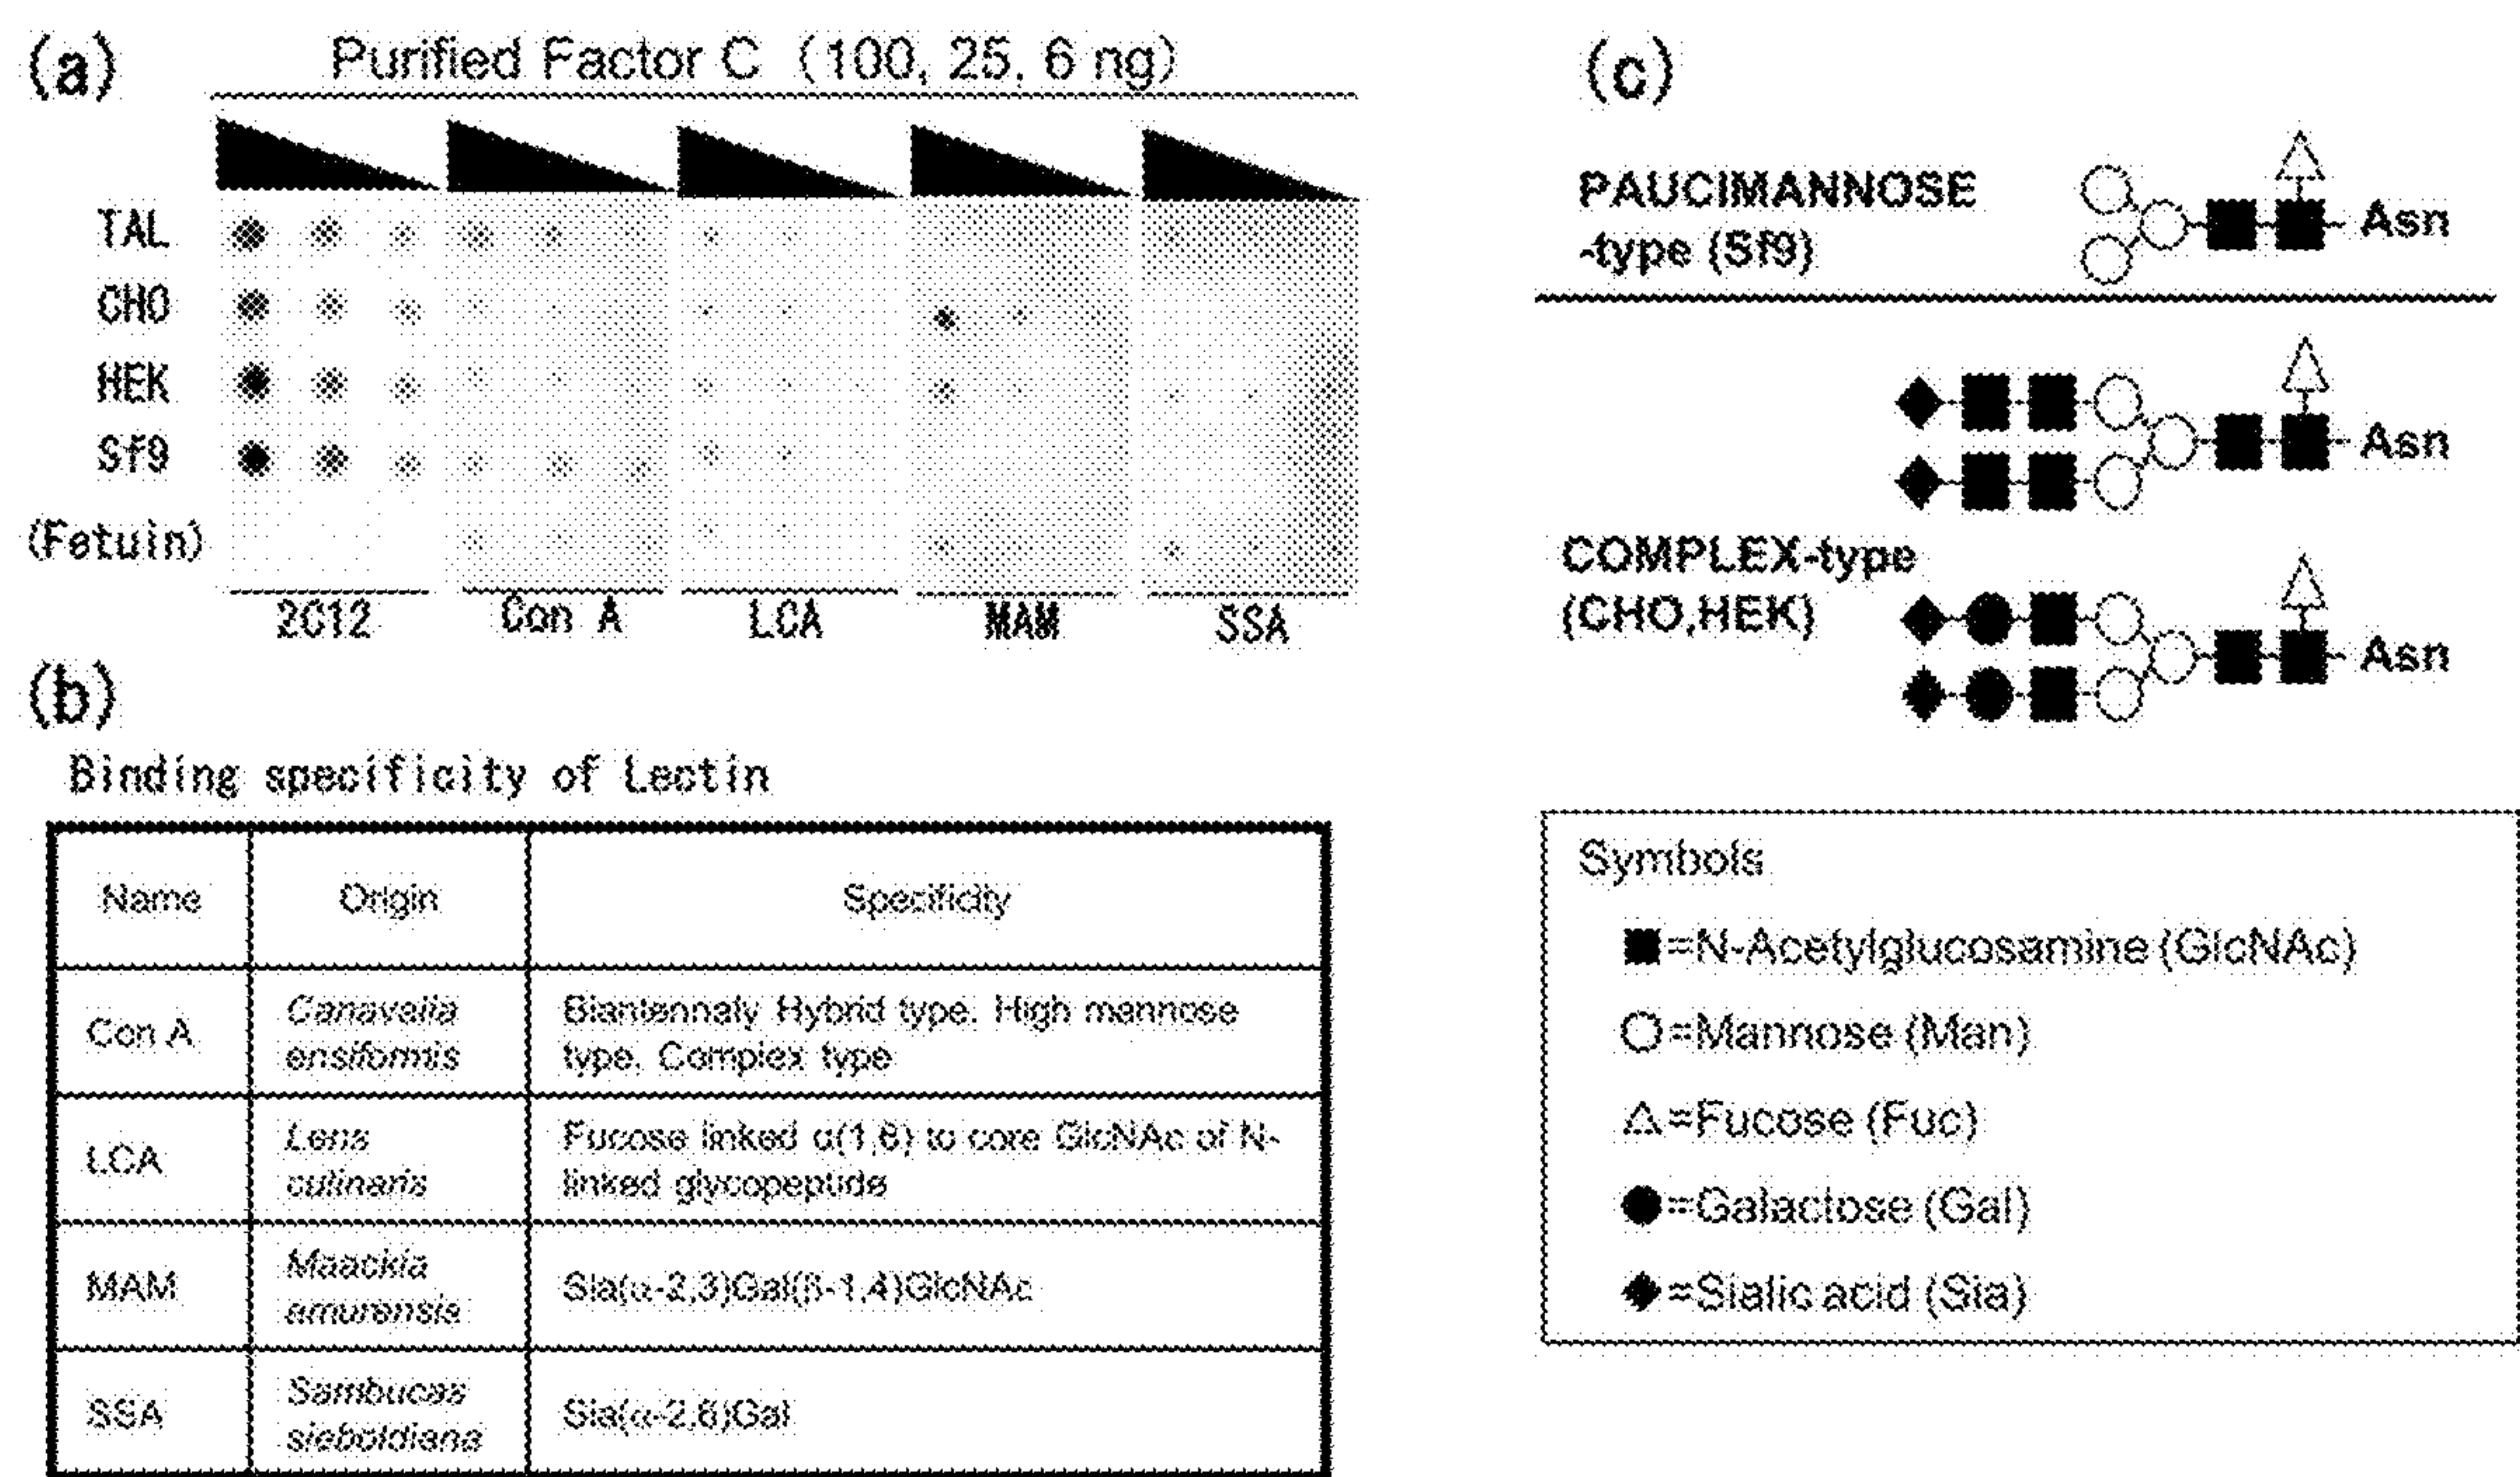 (a)
Purified Factor C (100, 25, 6 ng)
TAL
CHO
HEK
Sf9
(Fetuin)
2C12
Con A
LCA
MAM
SSA
(b)
Binding specificity of Lectin
Name
Origin
Specificity
Con A
Canavalia
ensiformis
Biantennaly Hybrid type. High mannose
type. Complex type
LCA
Lens
culinaris
Fucose linked α(1,6) to core GlcNAc of N-
linked glycopeptide
MAM
Maackia
amurensis
Sia(α-2,3)Gal(β-1,4)GlcNAc
SSA
Sambucas
sieboldiana
Sia(α-2,6)Gal
(c)
PAUCIMANNOSE
-type (Sf9)
Asn
Asn
COMPLEX-type
(CHO,HEK)
Asn
Symbols
■=N-Acetylglucosamine (GlcNAc)
○=Mannose (Man)
△=Fucose (Fuc)
●=Galactose (Gal)
◆=Sialic acid (Sia)